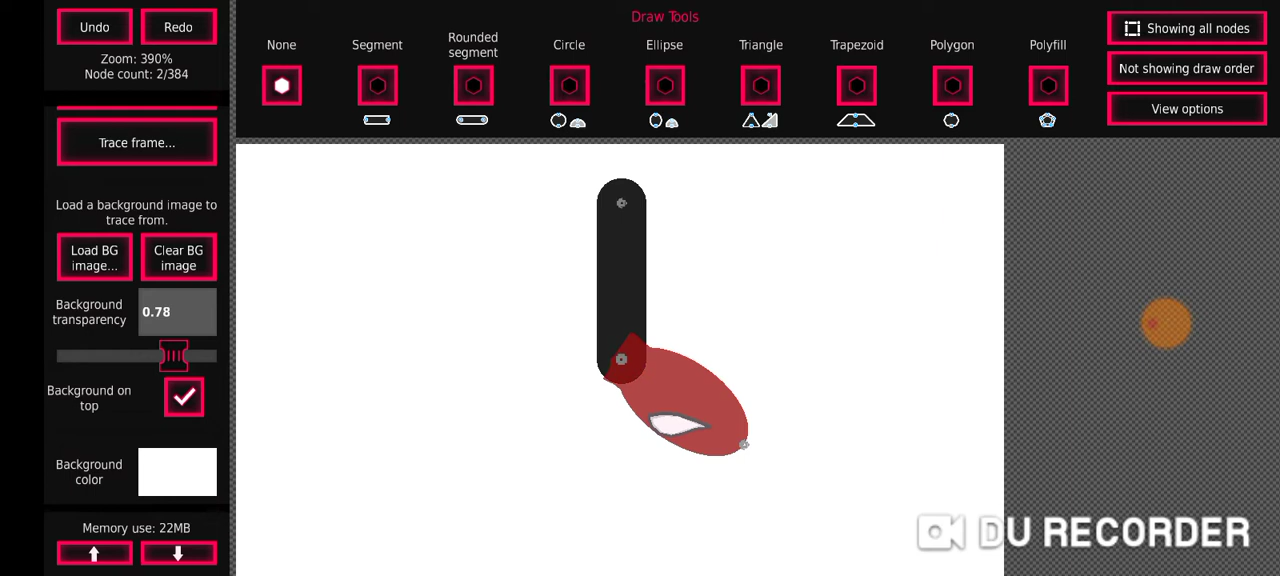 Undo
Redo
Zoom: 390%
Node count: 2/384
Trace frame...
Load a background image to
trace from.
Load BG
image...
Clear BG
image
Background
transparency
0.78
Background on
top
Background
color
Memory use: 22MB
Draw Tools
None
Segment
Rounded
segment
Circle
Ellipse
Triangle
Trapezoid
Polygon
Polyfill
Showing all nodes
Not showing draw order
View options
DU RECORDER